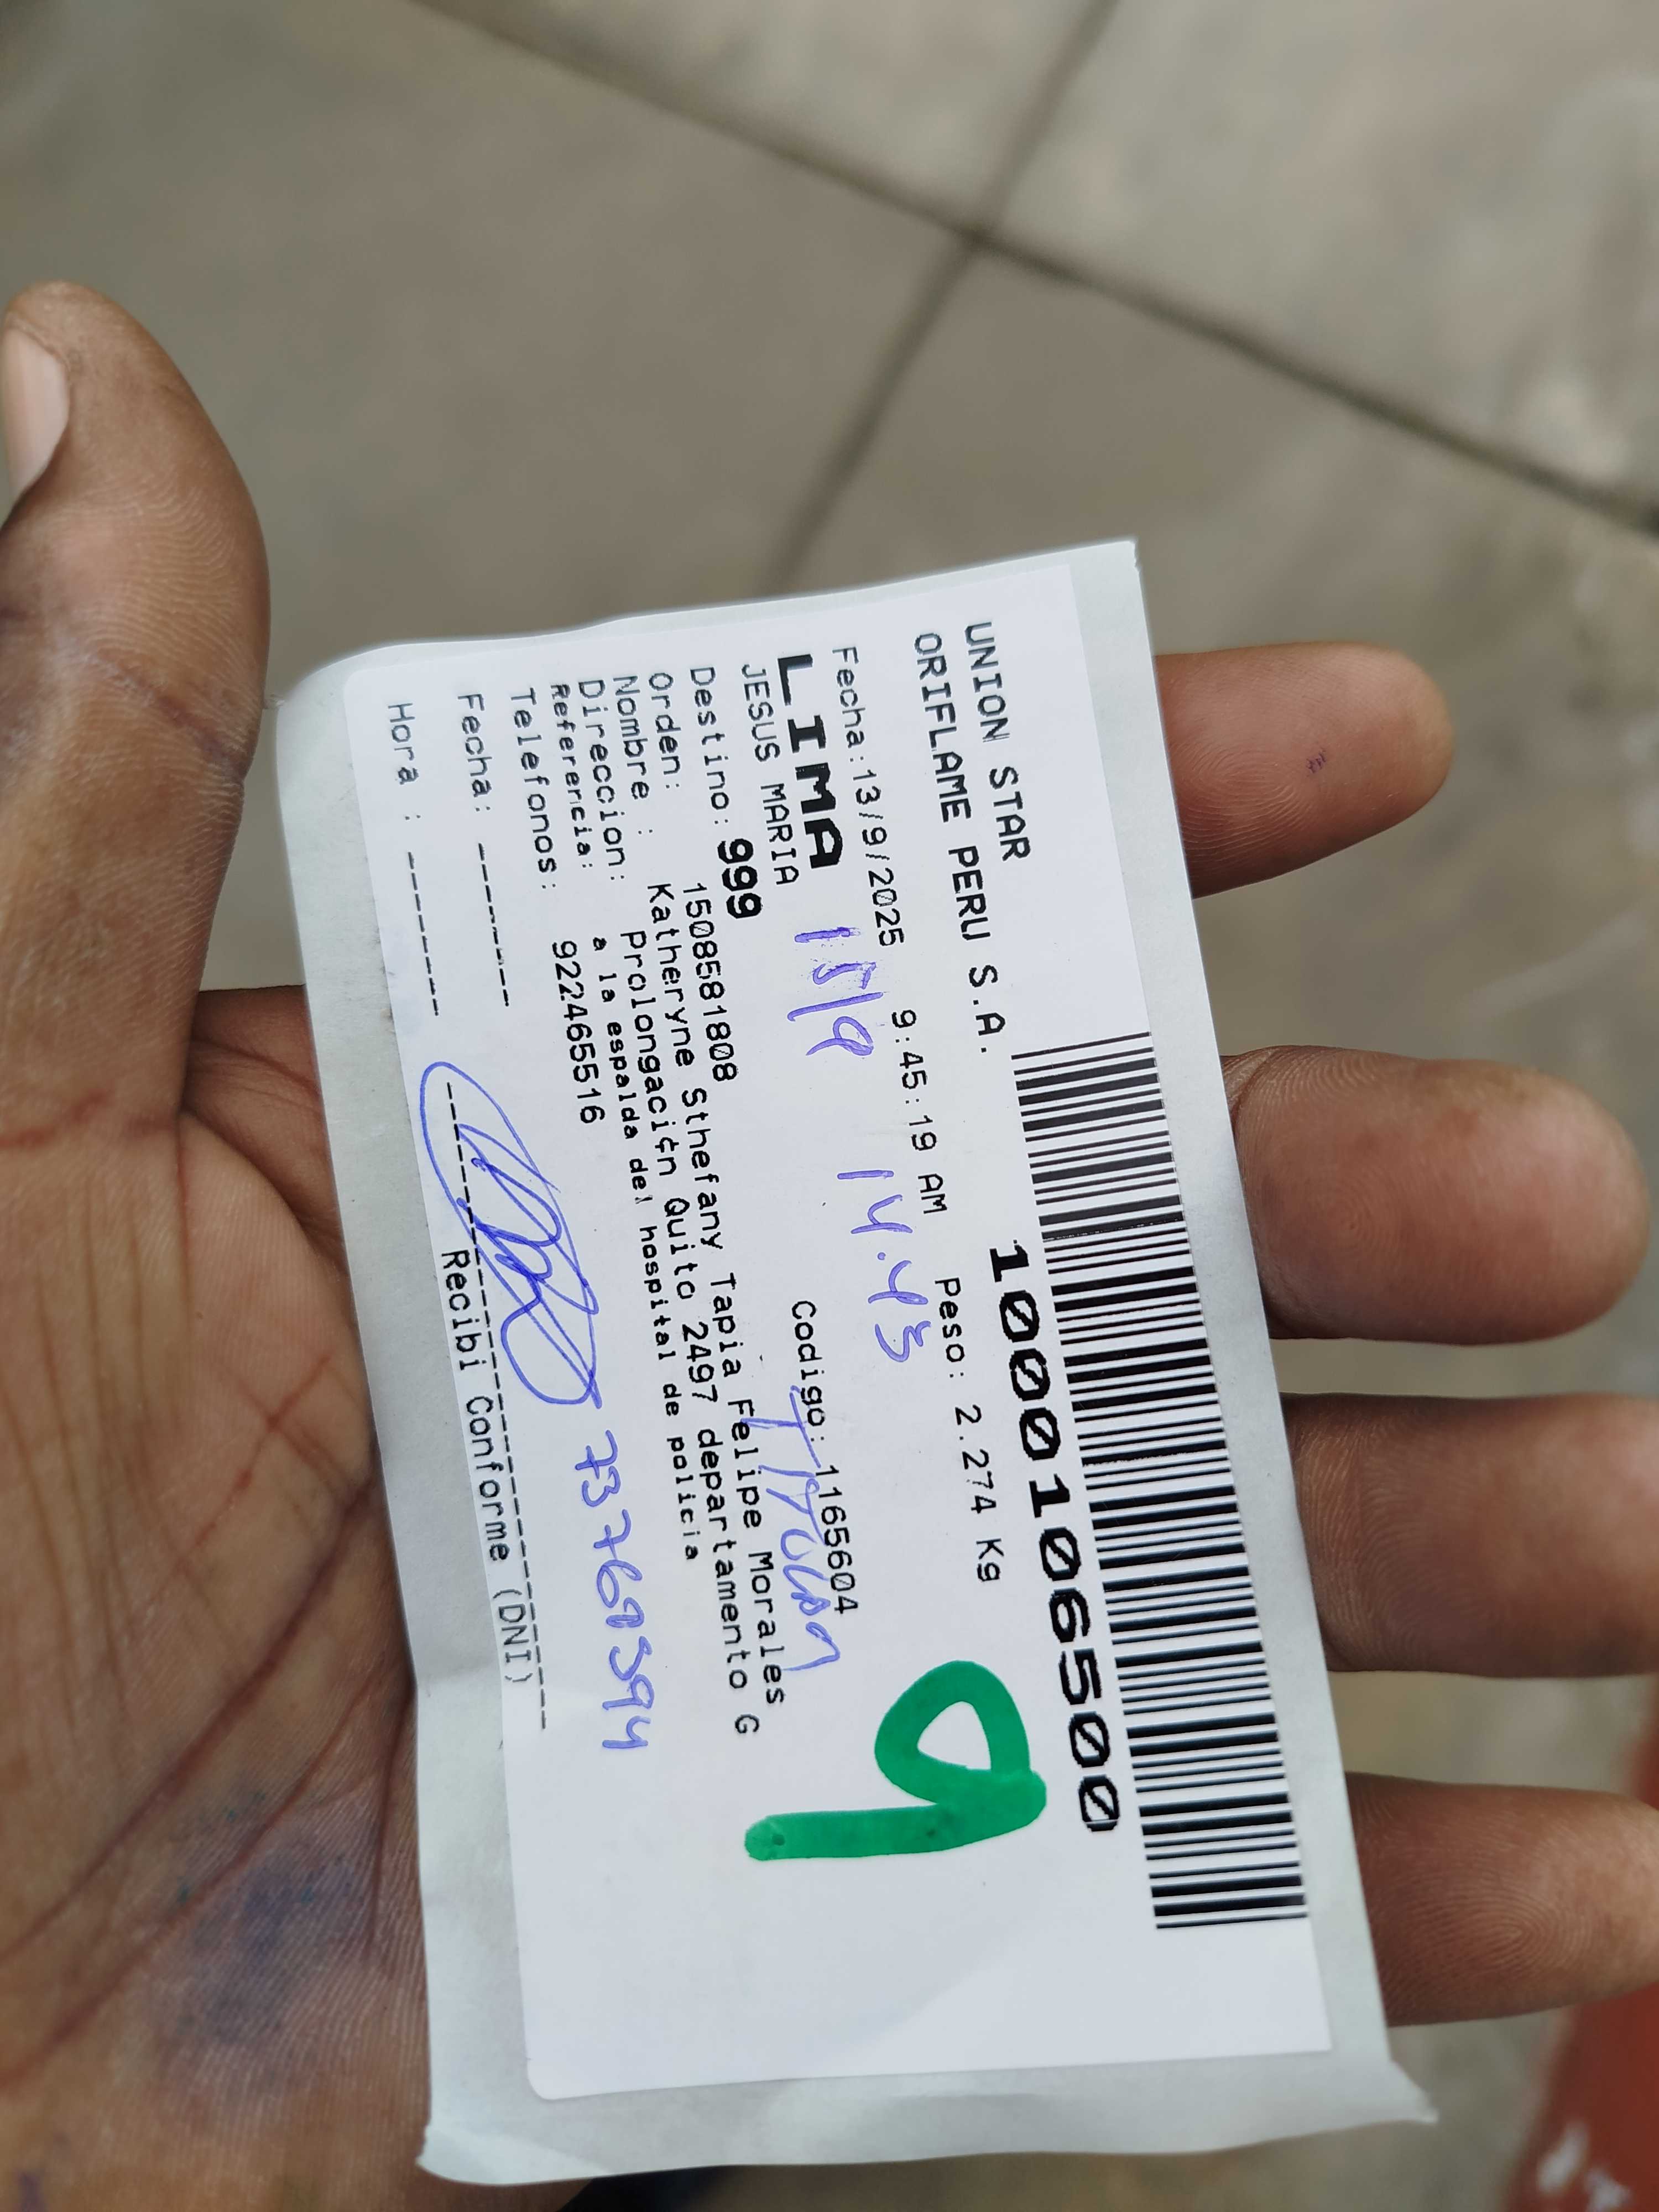 UNION STAR
ORIFLAME PERU S.A.
1000106500
Fecha:13/9/2025 9:45:19 AM Peso: 2.274 Kg
LIMA 15/9 14.43
JESUS MARIA
9
Destino: 999 Codigo: 1165604
Orden: 1508581808
Nombre : Katheryne Sthefany Tapia Felipe Morales
Direccion: Prolongaci¢n Quito 2497 departamento G
Referencia: a la espalda del hospital de policia
Telefonos: 922465516
Fecha: -------
Hora : -------
Recibi Conforme (DNI)